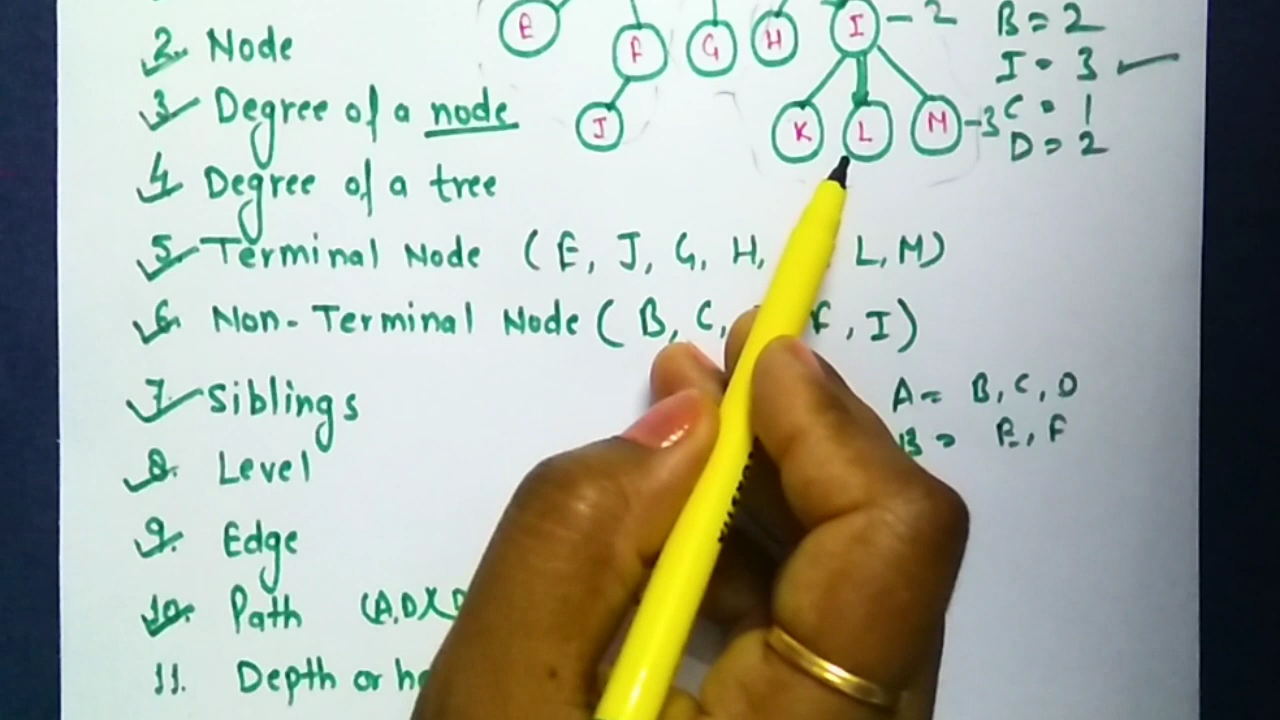 E F G H I - 2 B = 2
2. Node
I = 3
3. Degree of a node
J K L M - 3 C = 1
D = 2
4. Degree of a tree
5. Terminal Node (E, J, G, H, L, M)
6. Non-Terminal Node (B, C, F, I)
7. Siblings
A = B, C, D
B = E, F
8. Level
9. Edge
10. Path (A,D)(
11. Depth or